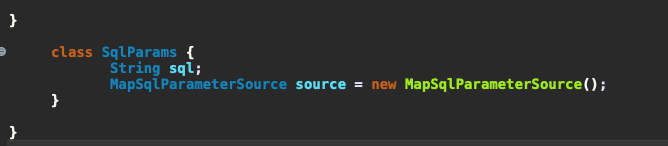 }
class SqlParams {
String sql;
MapSqlParameterSource source = new MapSqlParameterSource();
}
}